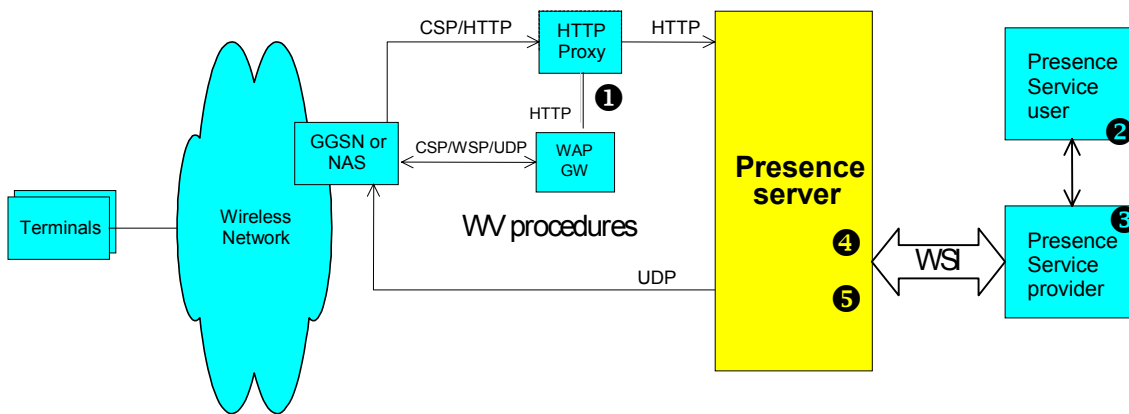 CSP/HTTP
HTTP
Proxy
HTTP
❶
HTTP
GGSN or
NAS
CSP/WSP/UDP
WAP
GW
Terminals
Wireless
Network
WV procedures
UDP
Presence
server
❹
❺
WSI
Presence
Service
user
❷
❸
Presence
Service
provider